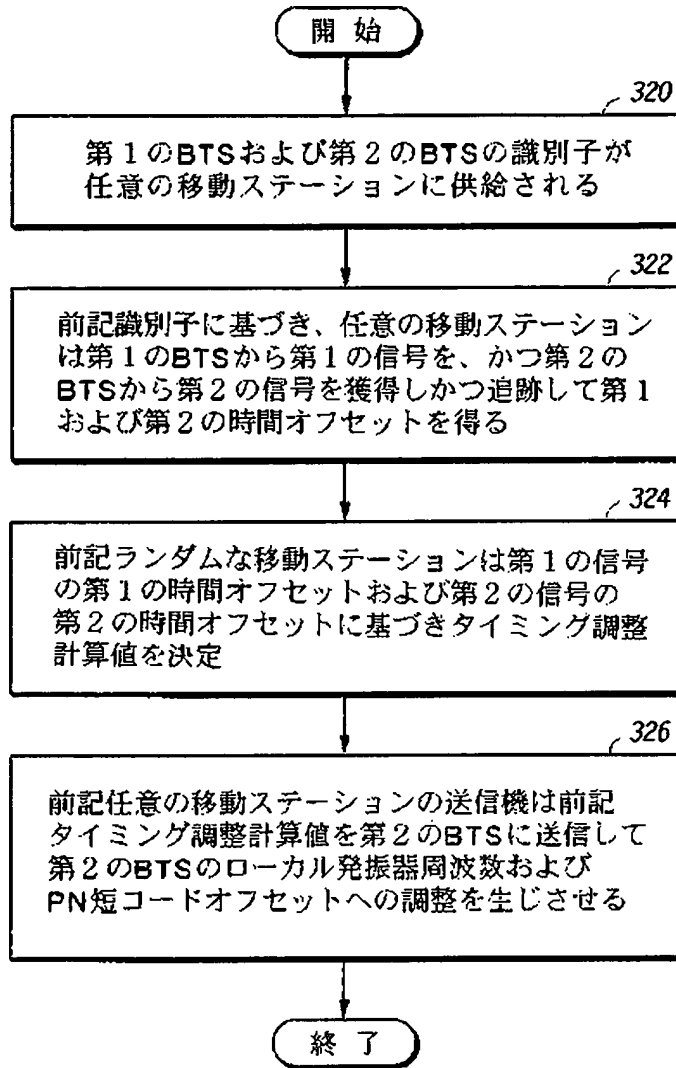 開始
320
第1のBTSおよび第2のBTSの識別子が
任意の移動ステーションに供給される
322
前記識別子に基づき、任意の移動ステーション
は第1のBTSから第1の信号を、かつ第2の
BTSから第2の信号を獲得しかつ追跡して第1
および第2の時間オフセットを得る
324
前記ランダムな移動ステーションは第1の信号
の第1の時間オフセットおよび第2の信号の
第2の時間オフセットに基づきタイミング調整
計算値を決定
326
前記任意の移動ステーションの送信機は前記
タイミング調整計算値を第2のBTSに送信して
第2のBTSのローカル発振器周波数および
PN短コードオフセットへの調整を生じさせる
終了